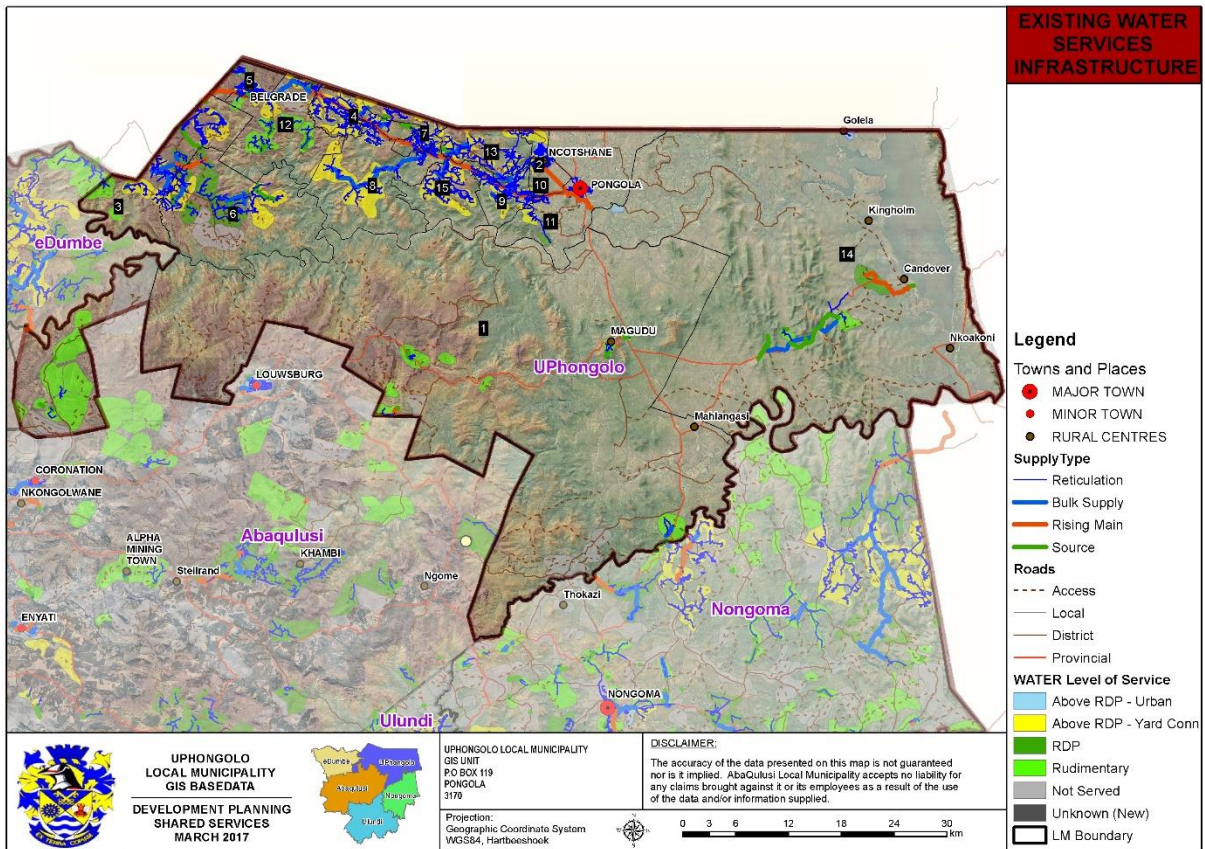 EXISTING WATER
SERVICES
INFRASTRUCTURE
5
BELGRADE
4
12
7
13
NCOTSHANE
2
Golela
8
15
10
PONGOLA
3
6
9
11
Kingholm
eDumbe
14
Candover
1
MAGUDU
Nkoakoni
UPhongolo
LOUWSBURG
Mahlangasi
CORONATION
NKONGOLWANE
Abaqulusi
ALPHA
MINING
TOWN
KHAMBI
Steilrand
Ngome
Thokazi
Nongoma
ENYATI
NONGOMA
Ulundi
Legend
Towns and Places
MAJOR TOWN
MINOR TOWN
RURAL CENTRES
SupplyType
Reticulation
Bulk Supply
Rising Main
Source
Roads
Access
Local
District
Provincial
WATER Level of Service
Above RDP - Urban
Above RDP - Yard Conn
RDP
Rudimentary
Not Served
Unknown (New)
LM Boundary
UPHONGOLO
LOCAL MUNICIPALITY
GIS BASEDATA
DEVELOPMENT PLANNING
SHARED SERVICES
MARCH 2017
eDumbe
UPhongolo
Abaqulusi
Nongoma
Ulundi
UPHONGOLO LOCAL MUNICIPALITY
GIS UNIT
P.O BOX 119
PONGOLA
3170
Projection:
Geographic Coordinate System
WGS84, Hartbeeshoek
DISCLAIMER:
The accuracy of the data presented on this map is not guaranteed
nor is it implied. AbaQulusi Local Municipality accepts no liability for
any claims brought against it or its employees as a result of the use
of the data and/or information supplied.
0 3 6 12 18 24 30
km